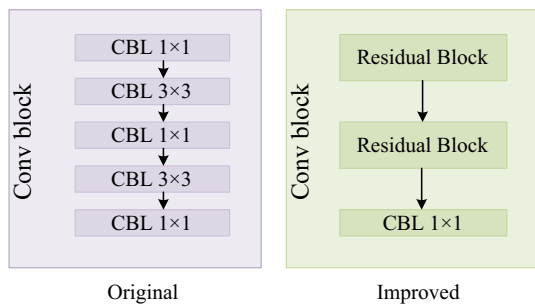 Conv block
CBL 1×1
CBL 3×3
CBL 1×1
CBL 3×3
CBL 1×1
Original
Conv block
Residual Block
Residual Block
CBL 1×1
Improved